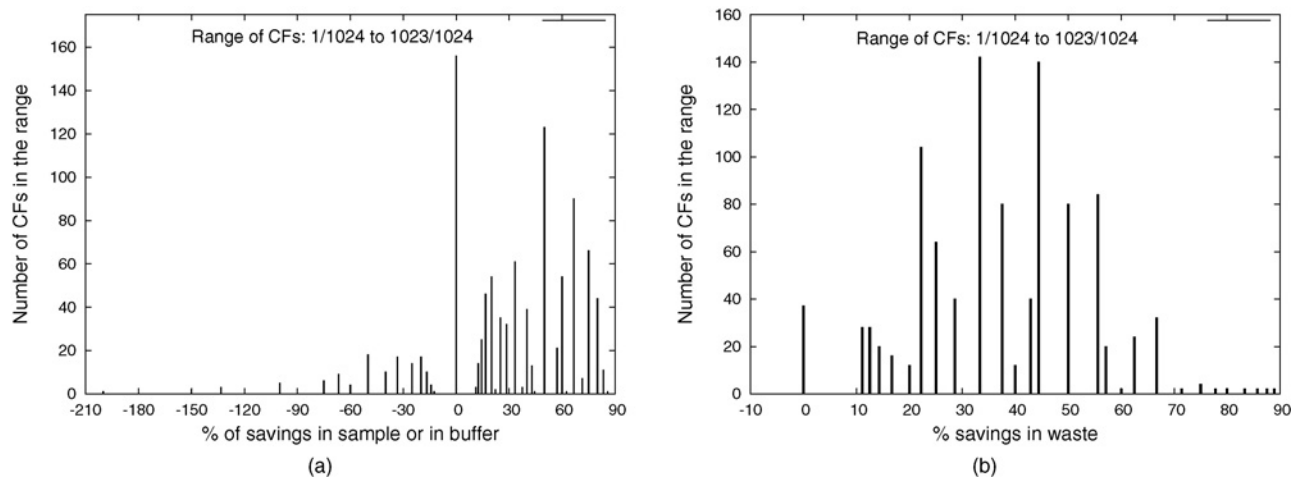 160
140
120
100
80
60
40
20
0
Number of CFs in the range
Range of CFs: 1/1024 to 1023/1024
-210 -180 -150 -120 -90 -60 -30 0 30 60 90
% of savings in sample or in buffer
(a)
160
140
120
100
80
60
40
20
0
Number of CFs in the range
Range of CFs: 1/1024 to 1023/1024
-10 0 10 20 30 40 50 60 70 80 90
% savings in waste
(b)